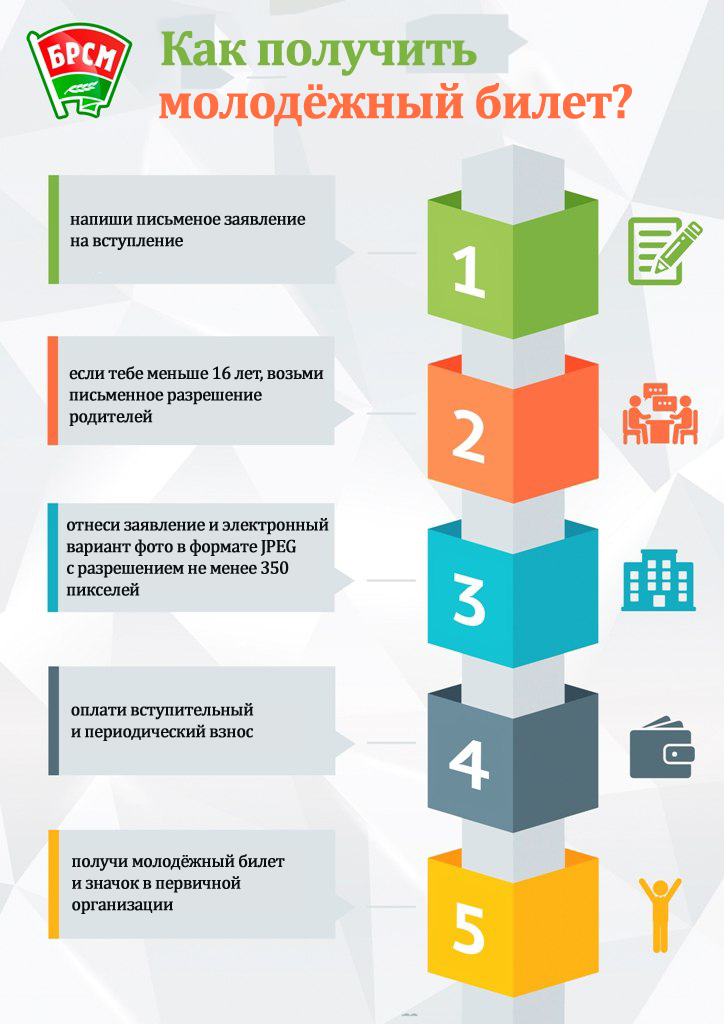 БРСМ
Как получить
молодёжный билет?
напиши письменое заявление
на вступление
1
если тебе меньше 16 лет, возьми
письменное разрешение
родителей
2
отнеси заявление и электронный
вариант фото в формате JPEG
с разрешением не менее 350
пикселей
3
оплати вступительный
и периодический взнос
4
получи молодёжный билет
и значок в первичной
организации
5